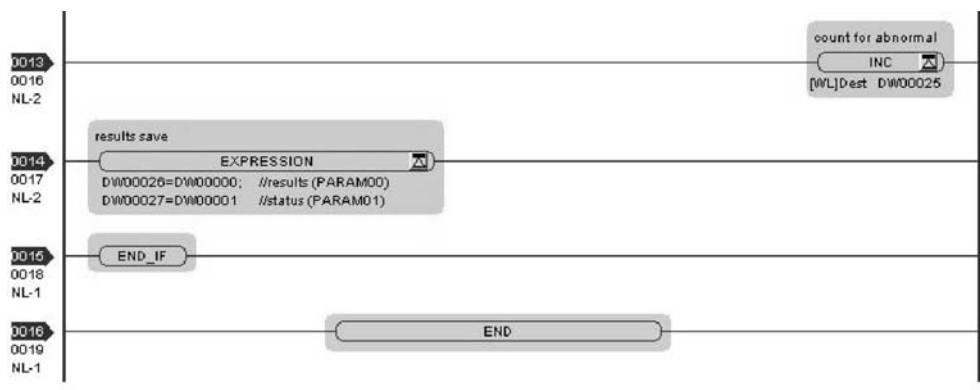 count for abnormal
0013 INC
0016 [WL]Dest DW00025
NL-2
results save
0014 EXPRESSION
0017 DW00026=DW00000; //results (PARAM00)
NL-2 DW00027=DW00001 //status (PARAM01)
0015 END_IF
0018
NL-1
0016 END
0019
NL-1